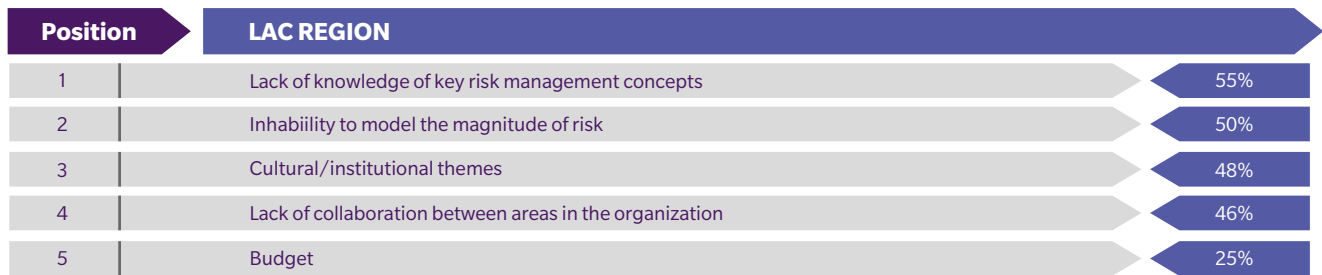 Position LAC REGION
1 Lack of knowledge of key risk management concepts 55%
2 Inhabiility to model the magnitude of risk 50%
3 Cultural/institutional themes 48%
4 Lack of collaboration between areas in the organization 46%
5 Budget 25%